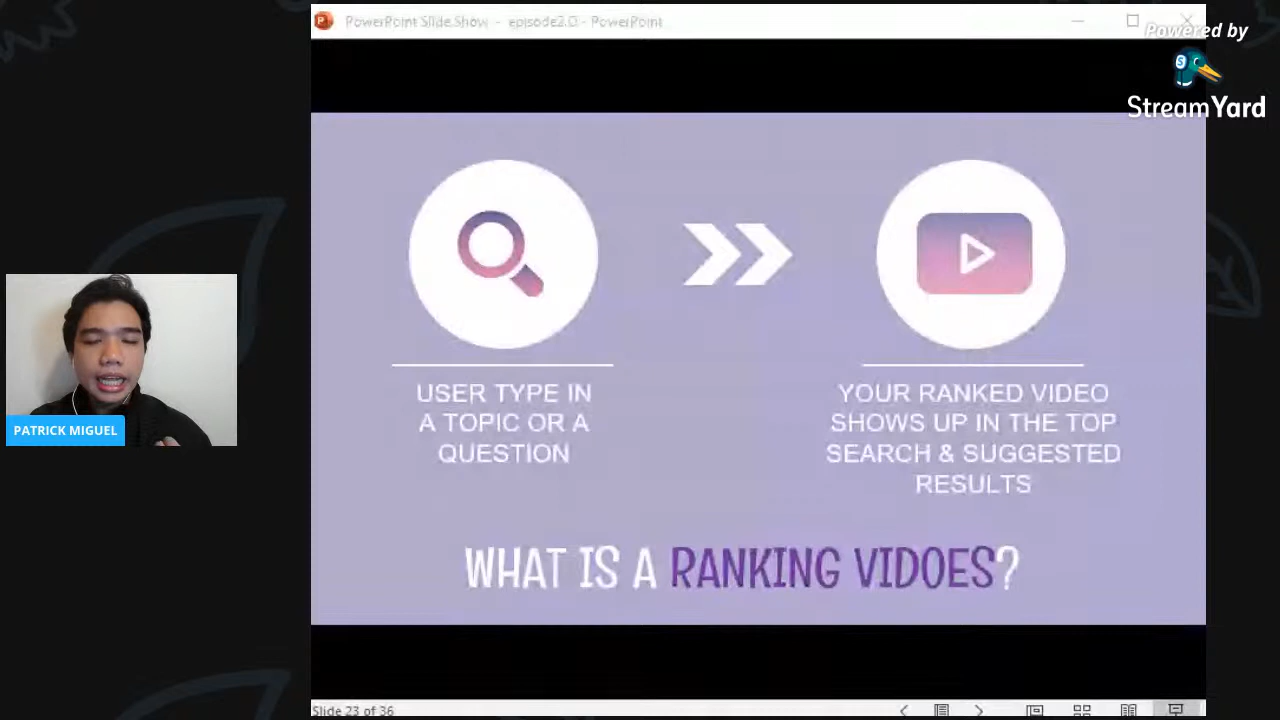 PowerPoint Slide Show - episode2.0 - PowerPoint
Powered by
StreamYard
USER TYPE IN
A TOPIC OR A
QUESTION
YOUR RANKED VIDEO
SHOWS UP IN THE TOP
SEARCH & SUGGESTED
RESULTS
PATRICK MIGUEL
WHAT IS A RANKING VIDOES?
Slide 23 of 36